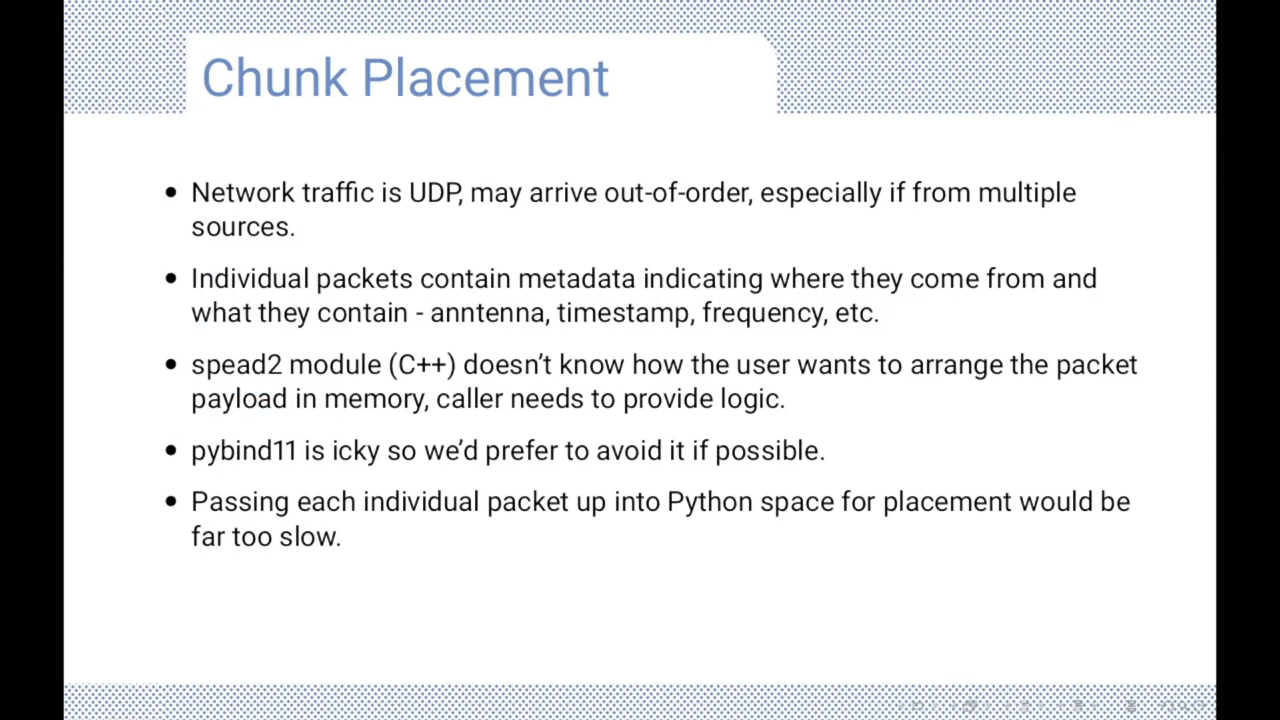 Chunk Placement
• Network traffic is UDP, may arrive out-of-order, especially if from multiple
sources.
• Individual packets contain metadata indicating where they come from and
what they contain - anntenna, timestamp, frequency, etc.
• spead2 module (C++) doesn't know how the user wants to arrange the packet
payload in memory, caller needs to provide logic.
• pybind11 is icky so we'd prefer to avoid it if possible.
• Passing each individual packet up into Python space for placement would be
far too slow.